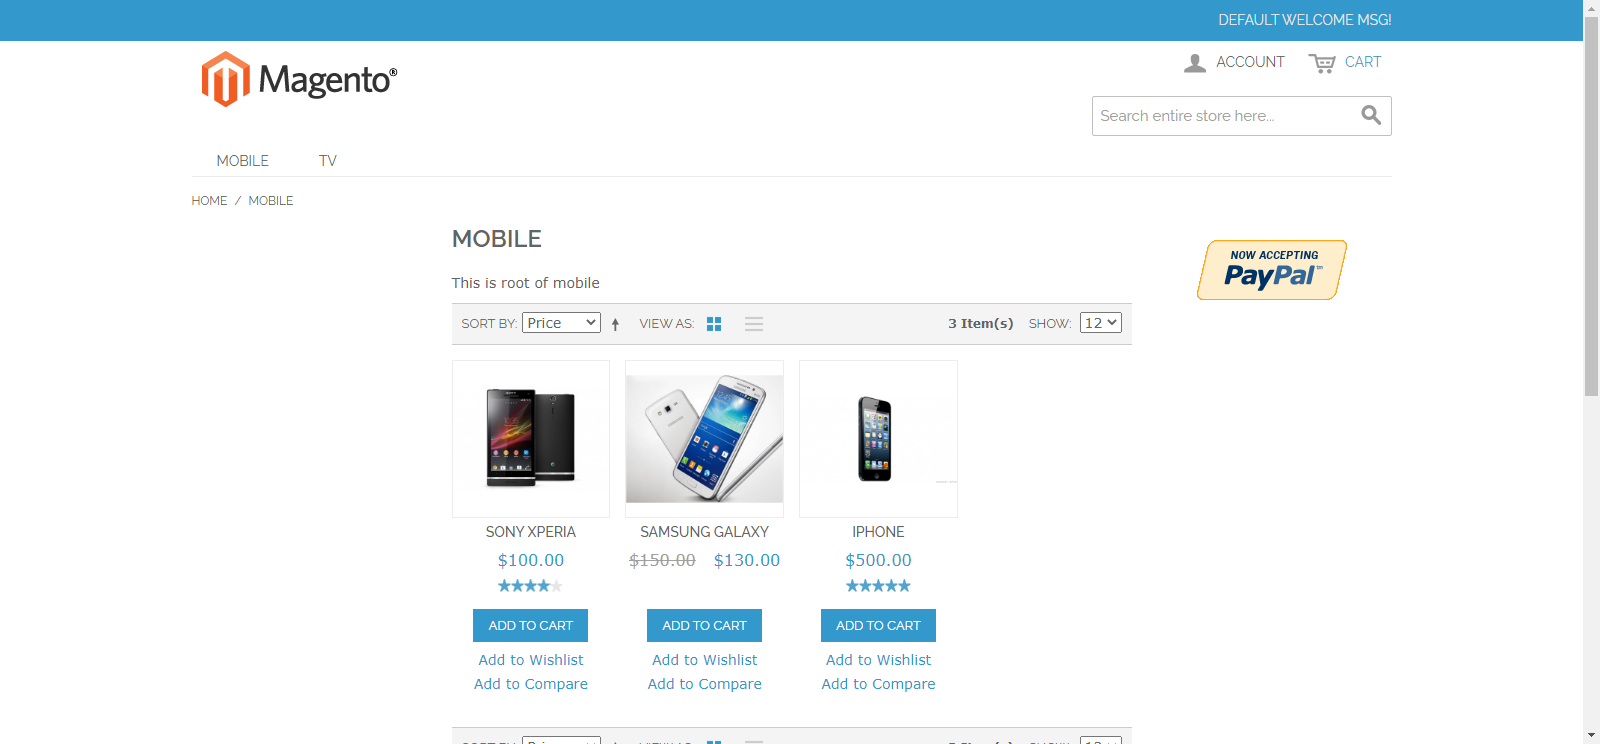 DEFAULT WELCOME MSG!
Magento®
ACCOUNT CART
Search entire store here...
MOBILE TV
HOME / MOBILE
MOBILE
NOW ACCEPTING
PayPal™
This is root of mobile
SORT BY: Price VIEW AS: 3 Item(s) SHOW: 12
SONY XPERIA SAMSUNG GALAXY IPHONE
$100.00 $150.00 $130.00 $500.00
ADD TO CART ADD TO CART ADD TO CART
Add to Wishlist Add to Wishlist Add to Wishlist
Add to Compare Add to Compare Add to Compare